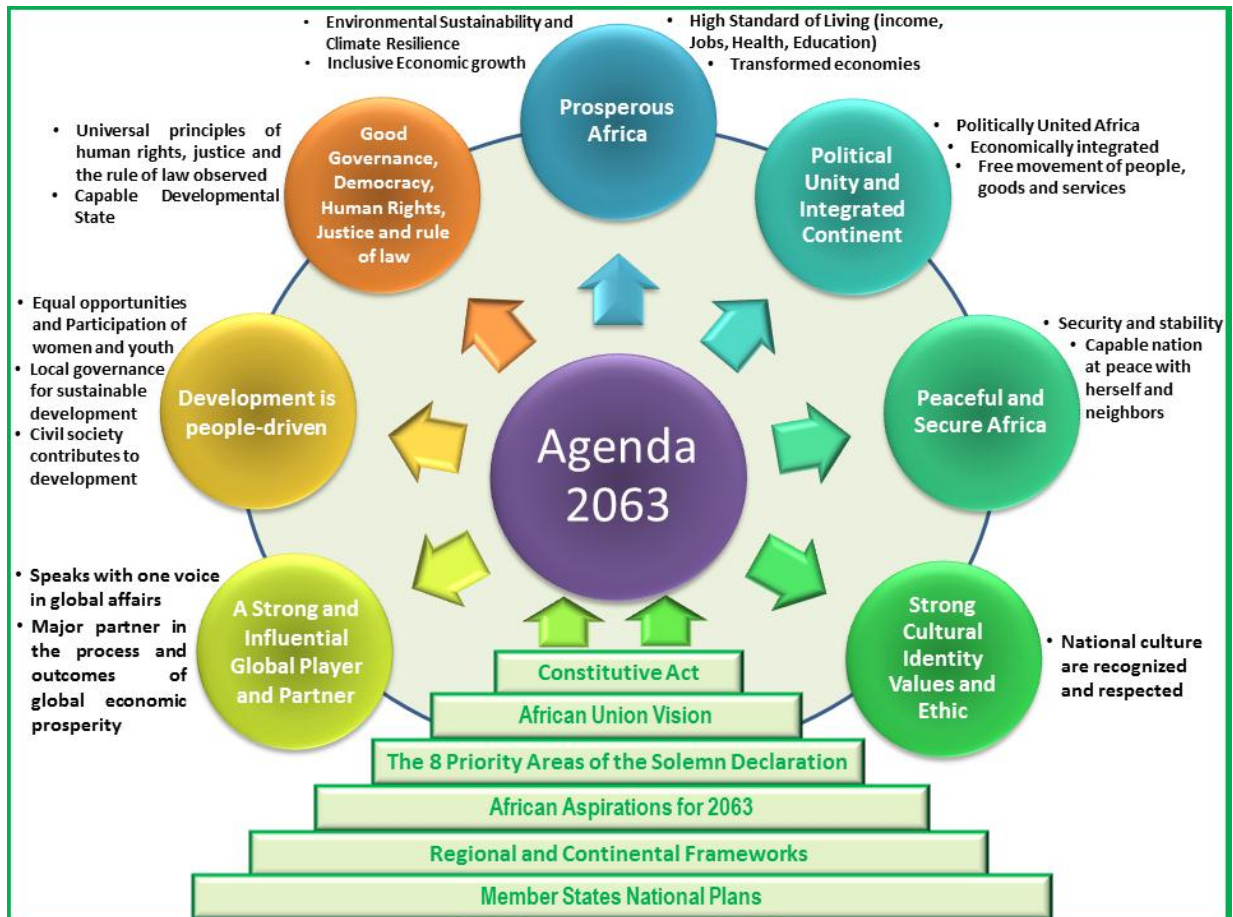 • Environmental Sustainability and
Climate Resilience
• Inclusive Economic growth
• High Standard of Living (income,
Jobs, Health, Education)
• Transformed economies
Prosperous
Africa
• Universal principles of
human rights, justice and
the rule of law observed
• Capable Developmental
State
Good
Governance,
Democracy,
Human Rights,
Justice and rule
of law
Political
Unity and
Integrated
Continent
• Politically United Africa
• Economically integrated
• Free movement of people,
goods and services
• Equal opportunities
and Participation of
women and youth
• Local governance
for sustainable
development
• Civil society
contributes to
development
Development is
people-driven
Peaceful and
Secure Africa
• Security and stability
• Capable nation
at peace with
herself and
neighbors
Agenda
2063
• Speaks with one voice
in global affairs
• Major partner in
the process and
outcomes of
global economic
prosperity
A Strong and
Influential
Global Player
and Partner
Strong
Cultural
Identity
Values and
Ethic
• National culture
are recognized
and respected
Constitutive Act
African Union Vision
The 8 Priority Areas of the Solemn Declaration
African Aspirations for 2063
Regional and Continental Frameworks
Member States National Plans